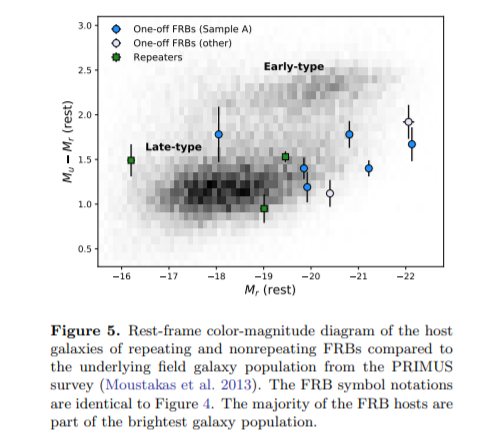 3.0
2.5
2.0
1.5
1.0
0.5
M_u − M_r (rest)
One-off FRBs (Sample A)
One-off FRBs (other)
Repeaters
Early-type
Late-type
−16 −17 −18 −19 −20 −21 −22
M_r (rest)
Figure 5. Rest-frame color-magnitude diagram of the host
galaxies of repeating and nonrepeating FRBs compared to
the underlying field galaxy population from the PRIMUS
survey (Moustakas et al. 2013). The FRB symbol notations
are identical to Figure 4. The majority of the FRB hosts are
part of the brightest galaxy population.